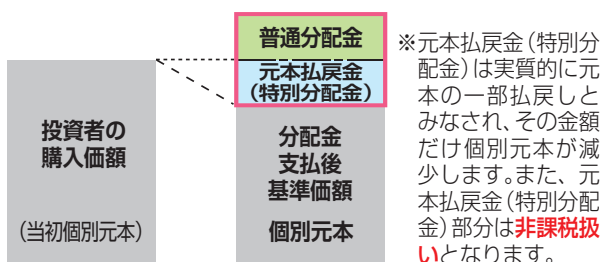 投資者の
購入価額
(当初個別元本)
普通分配金
元本払戻金
(特別分配金)
分配金
支払後
基準価額
個別元本
※元本払戻金(特別分
配金)は実質的に元
本の一部払戻しと
みなされ、その金額
だけ個別元本が減
少します。また、元
本払戻金(特別分配
金)部分は非課税扱
いとなります。